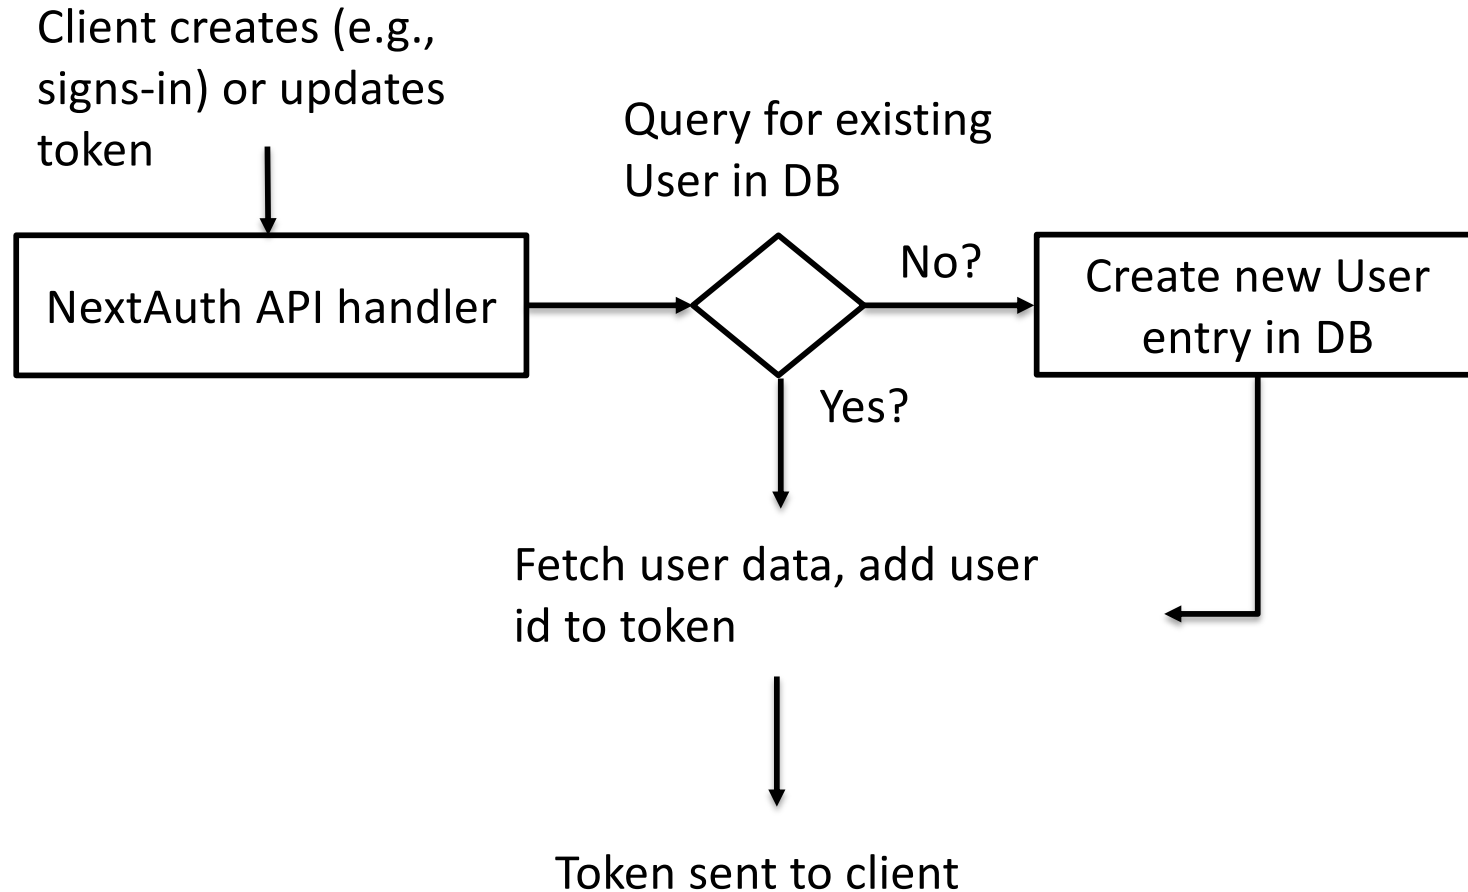 Client creates (e.g.,
signs-in) or updates
token
Query for existing
User in DB
NextAuth API handler
No?
Create new User
entry in DB
Yes?
Fetch user data, add user
id to token
Token sent to client